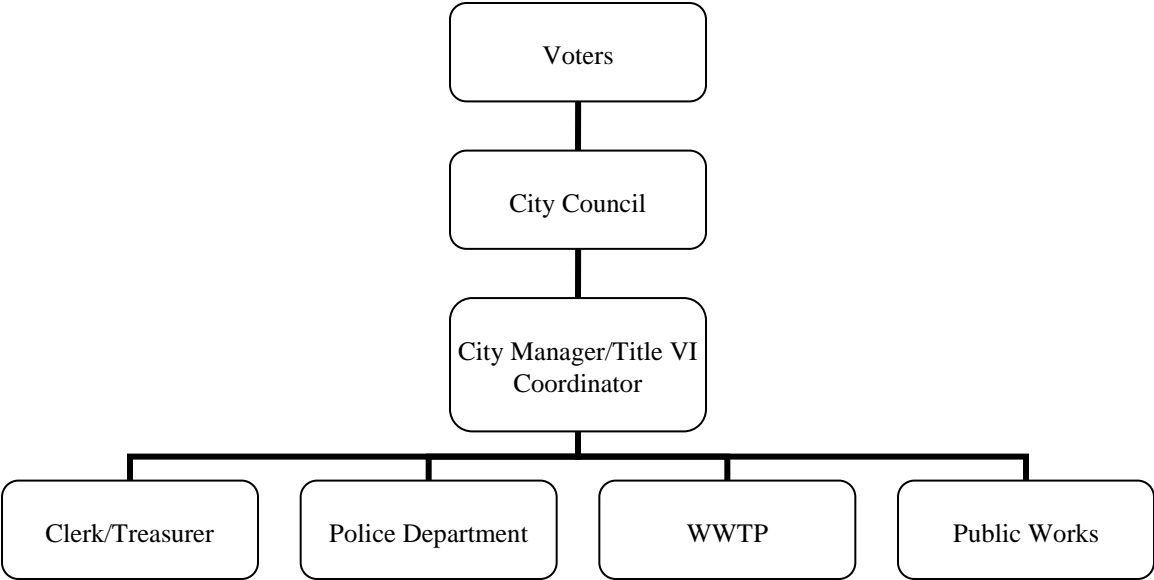 Voters
City Council
City Manager/Title VI
Coordinator
Clerk/Treasurer
Police Department
WWTP
Public Works